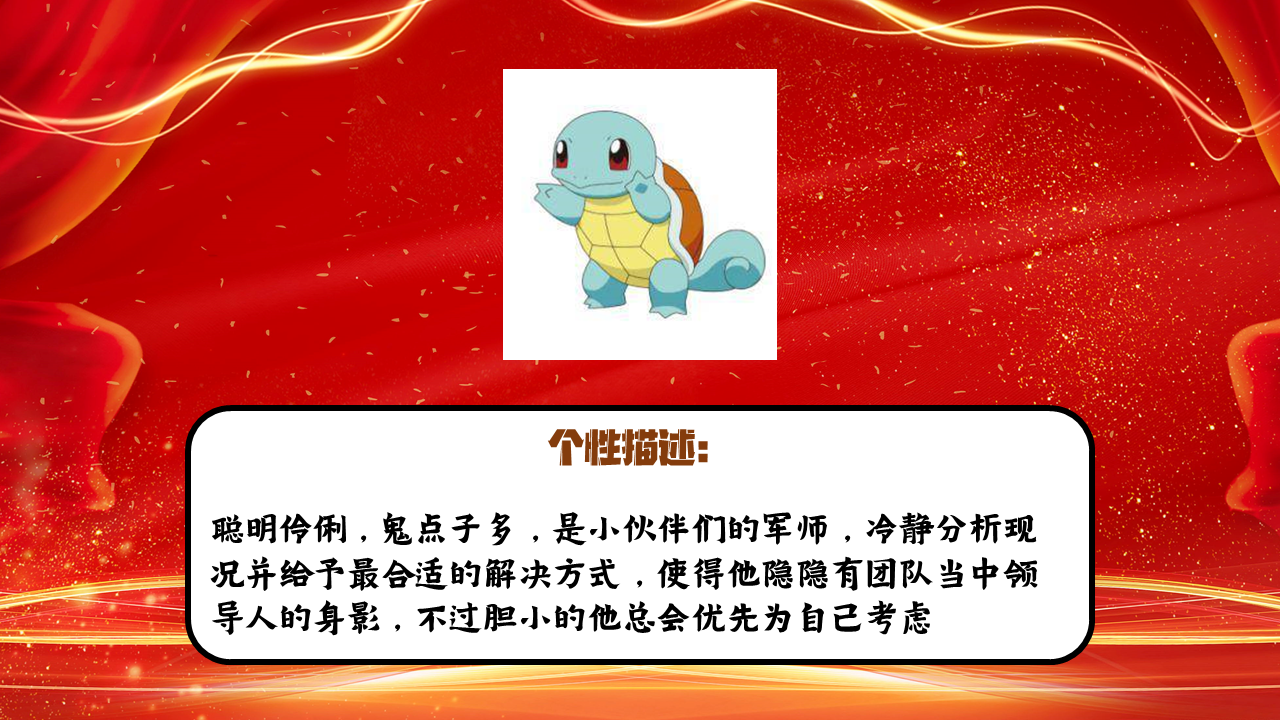 个性描述:
聪明伶俐，鬼点子多，是小伙伴们的军师，冷静分析现
况并给予最合适的解决方式，使得他隐隐有团队当中领
导人的身影，不过胆小的他总会优先为自己考虑